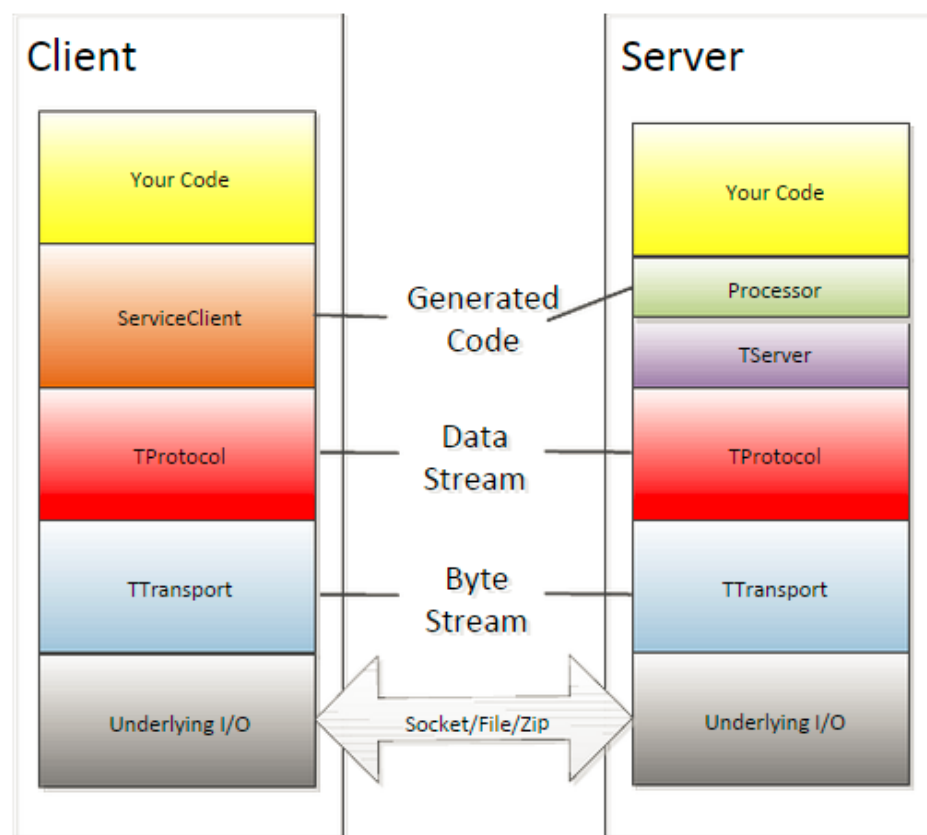 Client
Server
Your Code
Your Code
Generated
Code
Processor
ServiceClient
TServer
Data
Stream
TProtocol
TProtocol
Byte
Stream
TTransport
TTransport
Underlying I/O
Socket/File/Zip
Underlying I/O